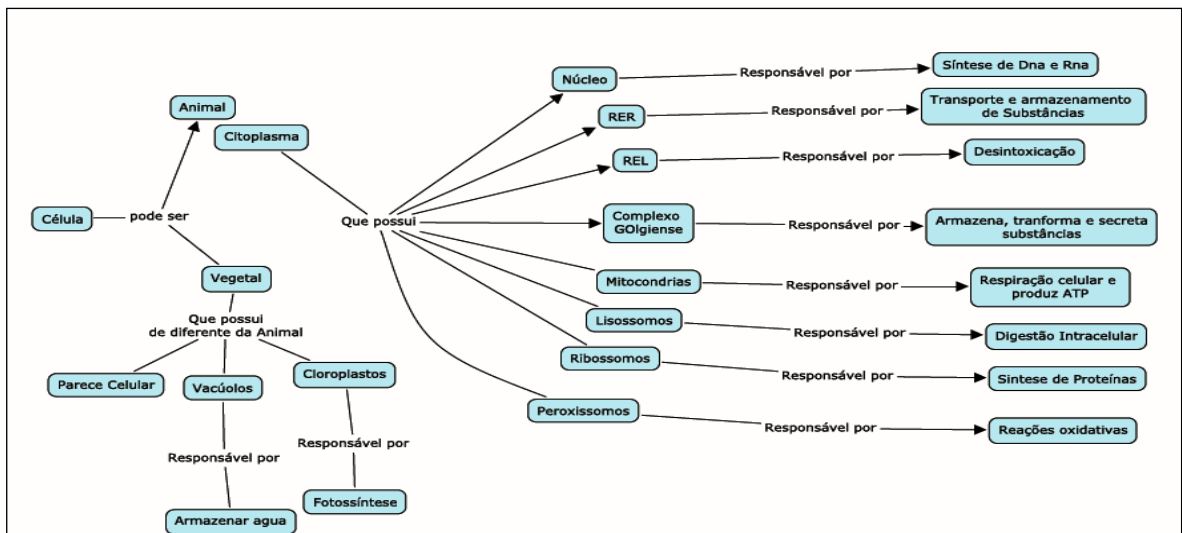 Célula
pode ser
Animal
Vegetal
Que possui
de diferente da Animal
Parece Celular
Vacúolos
Responsável por
Armazenar agua
Cloroplastos
Responsável por
Fotossíntese
Citoplasma
Que possui
Núcleo
Responsável por
Síntese de Dna e Rna
RER
Responsável por
Transporte e armazenamento
de Substâncias
REL
Responsável por
Desintoxicação
Complexo
GOlgiense
Responsável por
Armazena, tranforma e secreta
substâncias
Mitocondrias
Responsável por
Respiração celular e
produz ATP
Lisossomos
Responsável por
Digestão Intracelular
Ribossomos
Responsável por
Sintese de Proteínas
Peroxissomos
Responsável por
Reações oxidativas